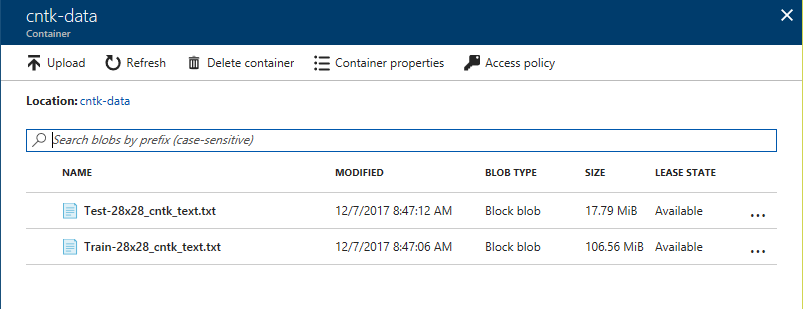 cntk-data
Container
Upload Refresh Delete container Container properties Access policy
Location: cntk-data
Search blobs by prefix (case-sensitive)
NAME MODIFIED BLOB TYPE SIZE LEASE STATE
Test-28x28_cntk_text.txt 12/7/2017 8:47:12 AM Block blob 17.79 MiB Available ...
Train-28x28_cntk_text.txt 12/7/2017 8:47:06 AM Block blob 106.56 MiB Available ...